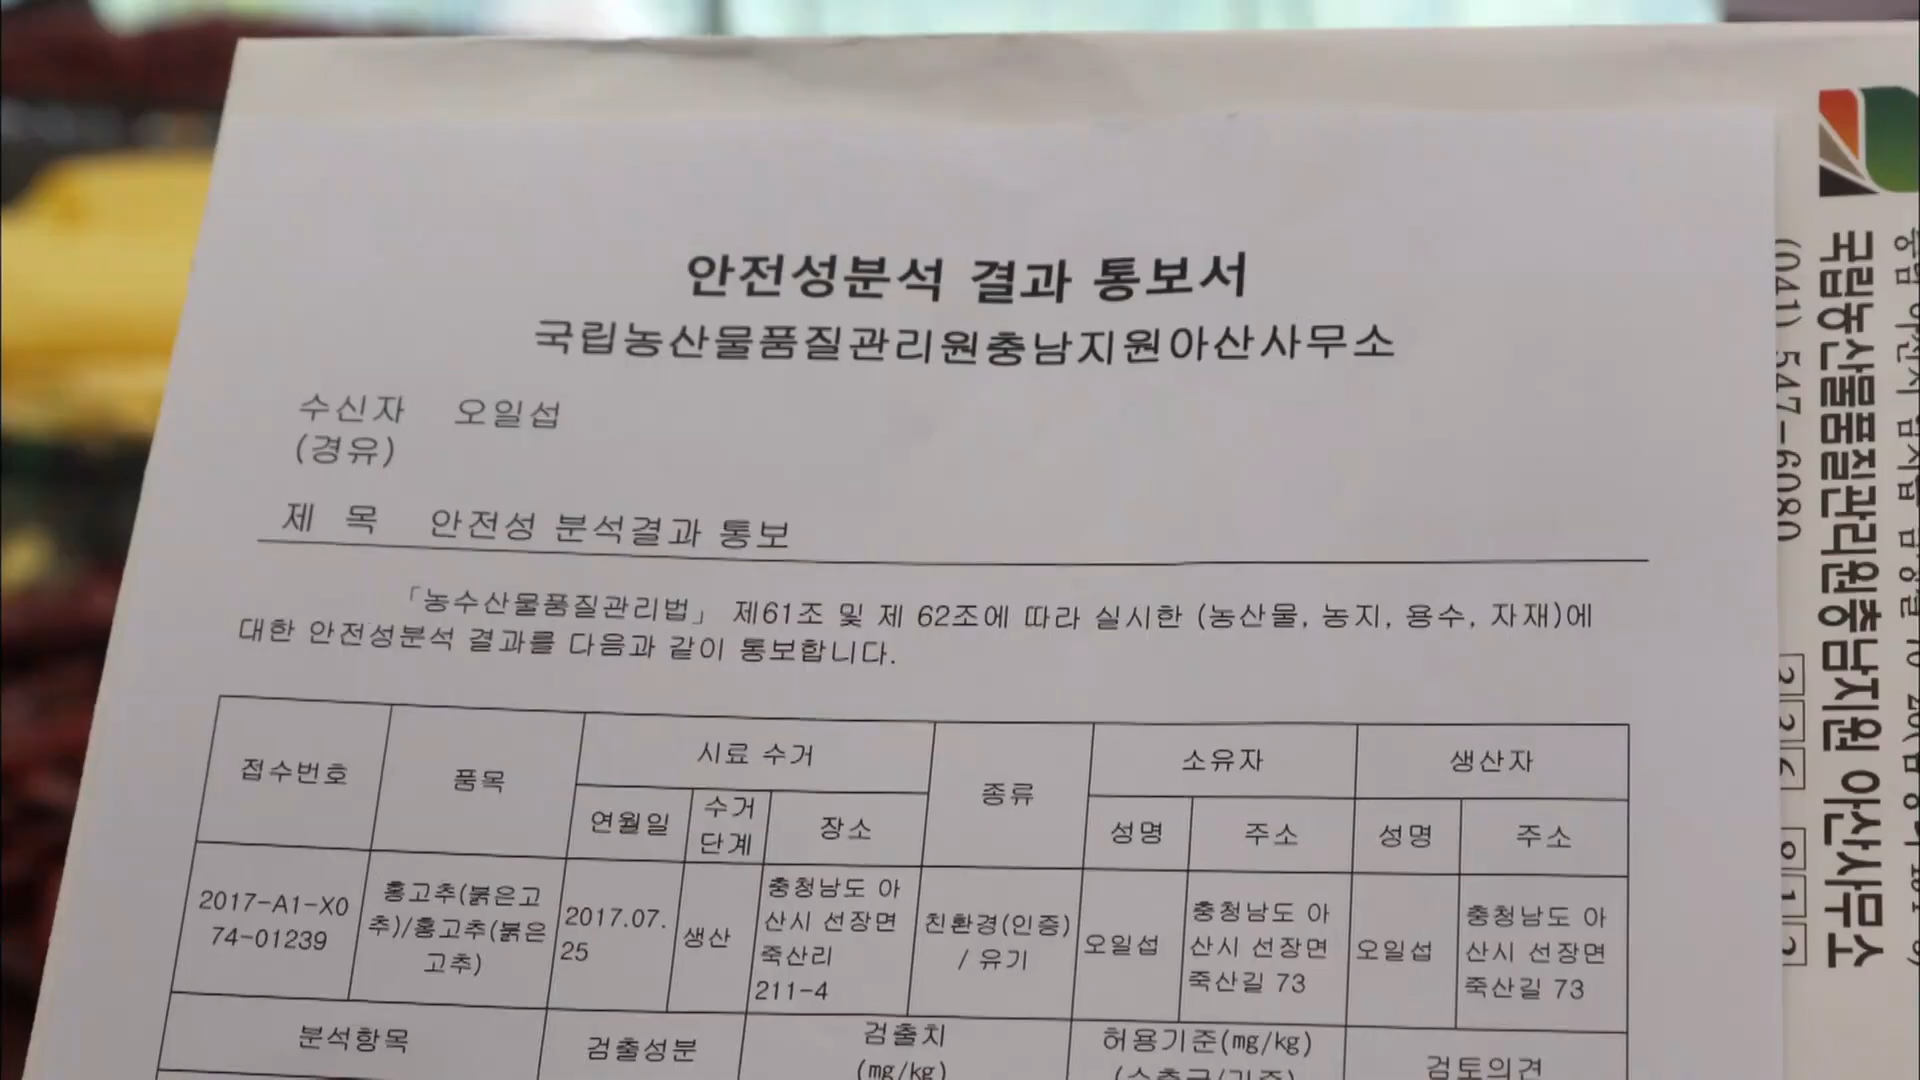 안전성분석 결과 통보서
국립농산물품질관리원충남지원아산사무소
수신자 오일섭
(경유)
제 목 안전성 분석결과 통보
「농수산물품질관리법」 제61조 및 제 62조에 따라 실시한 (농산물, 농지, 용수, 자재)에
대한 안전성분석 결과를 다음과 같이 통보합니다.
접수번호
품목
시료 수거
종류
소유자
생산자
연월일
수거
단계
장소
성명
주소
성명
주소
2017-A1-X0
74-01239
홍고추(붉은고
추)/홍고추(붉은
고추)
2017.07.
25
생산
충청남도 아
산시 선장면
죽산리
211-4
친환경(인증)
/ 유기
오일섭
충청남도 아
산시 선장면
죽산길 73
오일섭
충청남도 아
산시 선장면
죽산길 73
분석항목
검출성분
검출치
(mg/kg)
허용기준(mg/kg)
검토의견
국립농산물품질관리원충남지원 아산사무소
(041) 547-6080